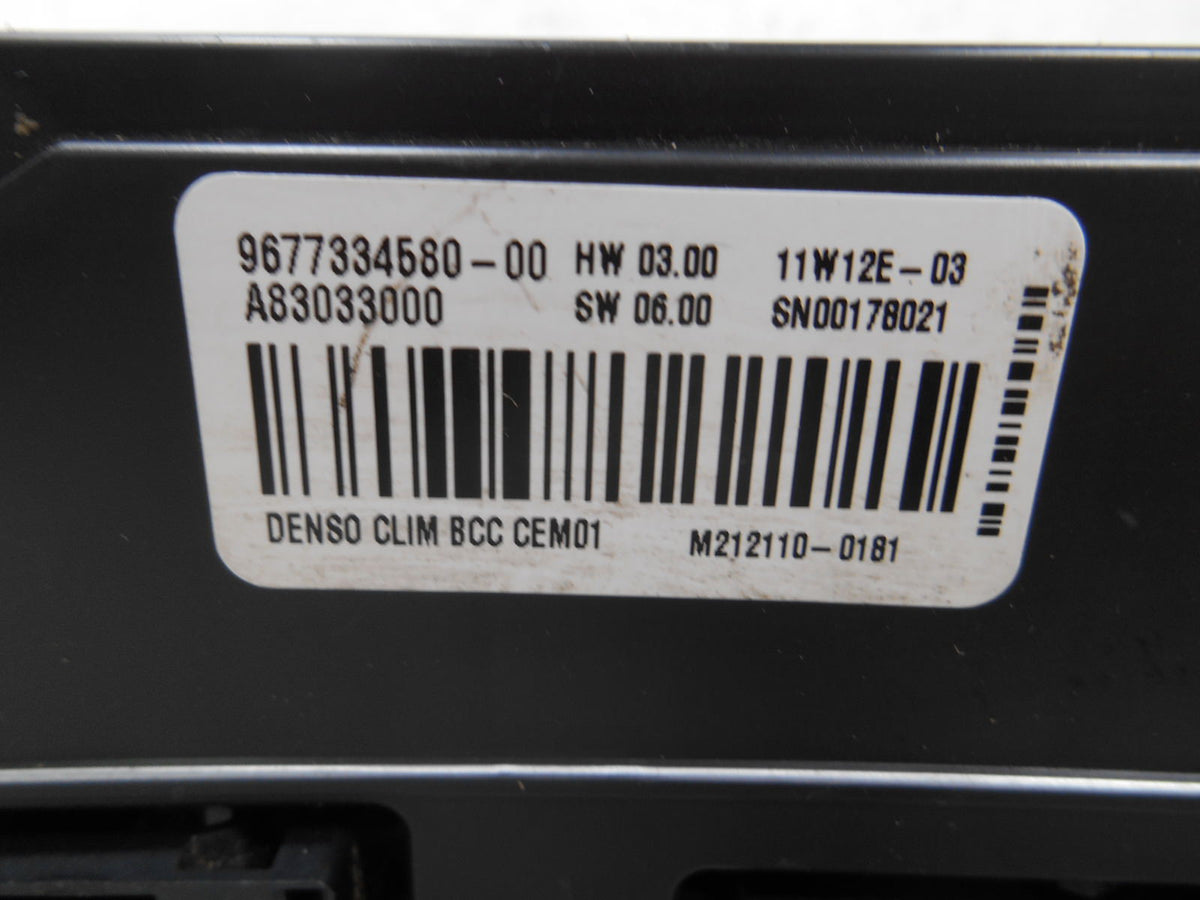 9677334580-00 HW 03.00 11W12E-03
A83033000 SW 06.00 SN00178021
DENSO CLIM BCC CEM01 M212110-0181